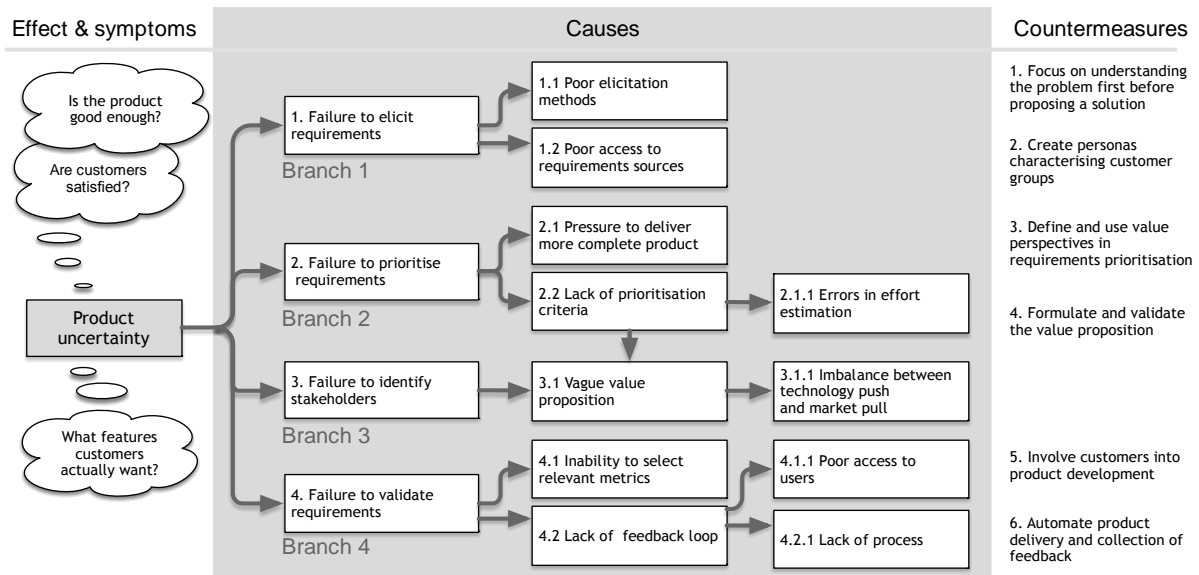 Effect & symptoms
Causes
Countermeasures
Is the product
good enough?
Are customers
satisfied?
Product
uncertainty
What features
customers
actually want?
1. Failure to elicit
requirements
Branch 1
1.1 Poor elicitation
methods
1.2 Poor access to
requirements sources
2. Failure to prioritise
requirements
Branch 2
2.1 Pressure to deliver
more complete product
2.2 Lack of prioritisation
criteria
2.1.1 Errors in effort
estimation
3. Failure to identify
stakeholders
Branch 3
3.1 Vague value
proposition
3.1.1 Imbalance between
technology push
and market pull
4. Failure to validate
requirements
Branch 4
4.1 Inability to select
relevant metrics
4.2 Lack of feedback loop
4.1.1 Poor access to
users
4.2.1 Lack of process
1. Focus on understanding
the problem first before
proposing a solution
2. Create personas
characterising customer
groups
3. Define and use value
perspectives in
requirements prioritisation
4. Formulate and validate
the value proposition
5. Involve customers into
product development
6. Automate product
delivery and collection of
feedback